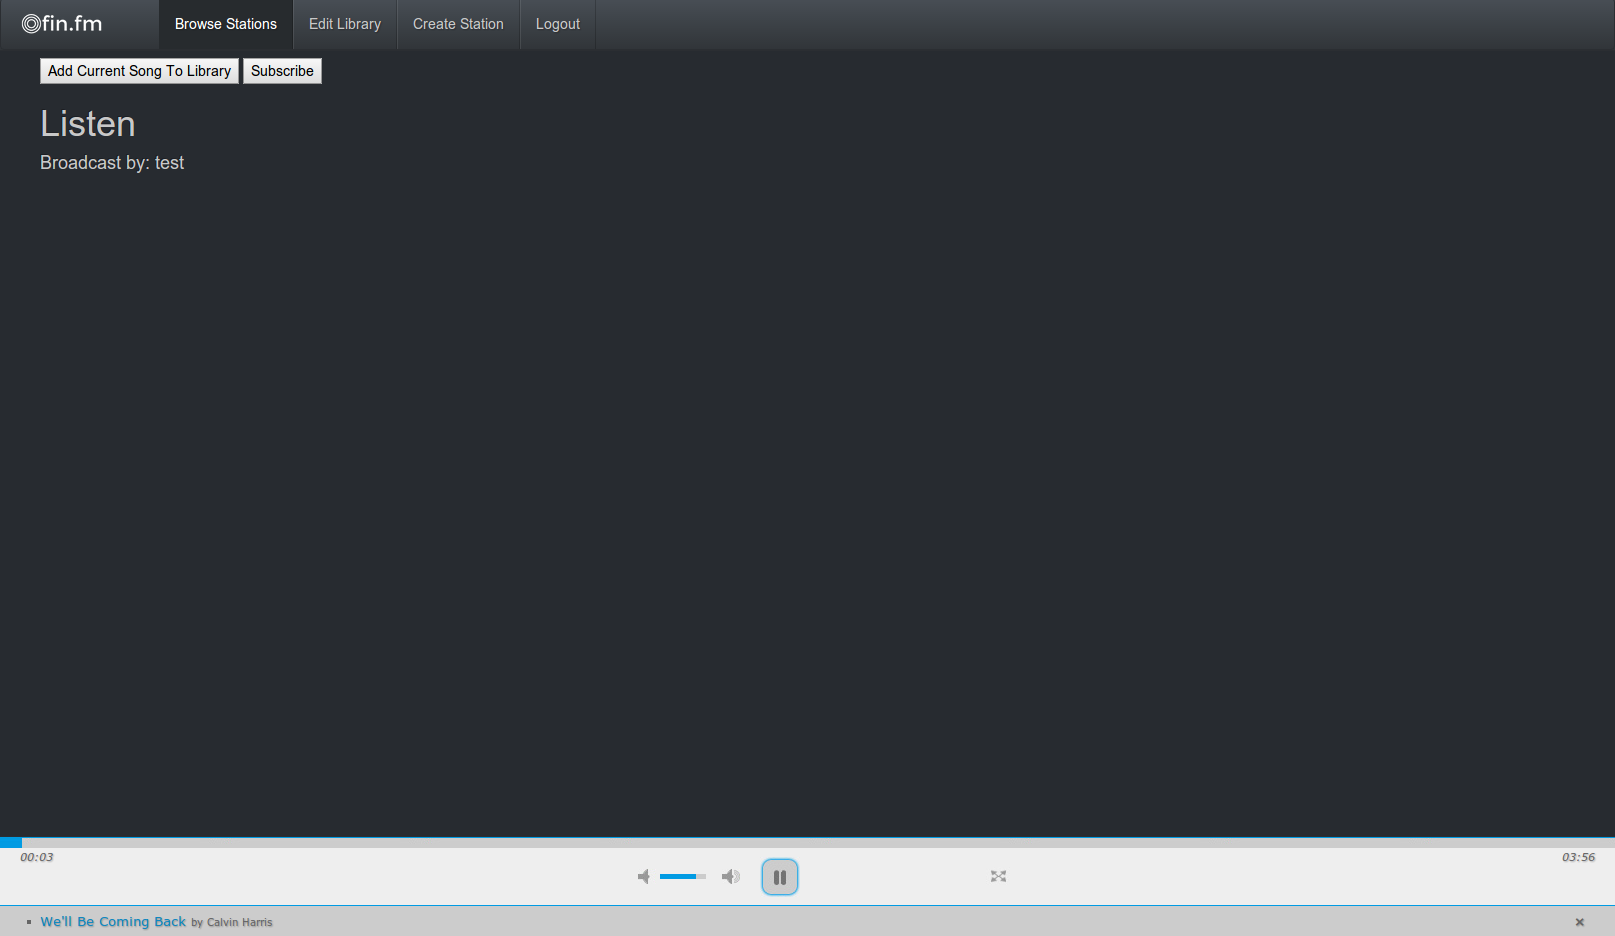 fin.fm Browse Stations Edit Library Create Station Logout
Add Current Song To Library Subscribe
Listen
Broadcast by: test
00:03 03:56
We'll Be Coming Back by Calvin Harris